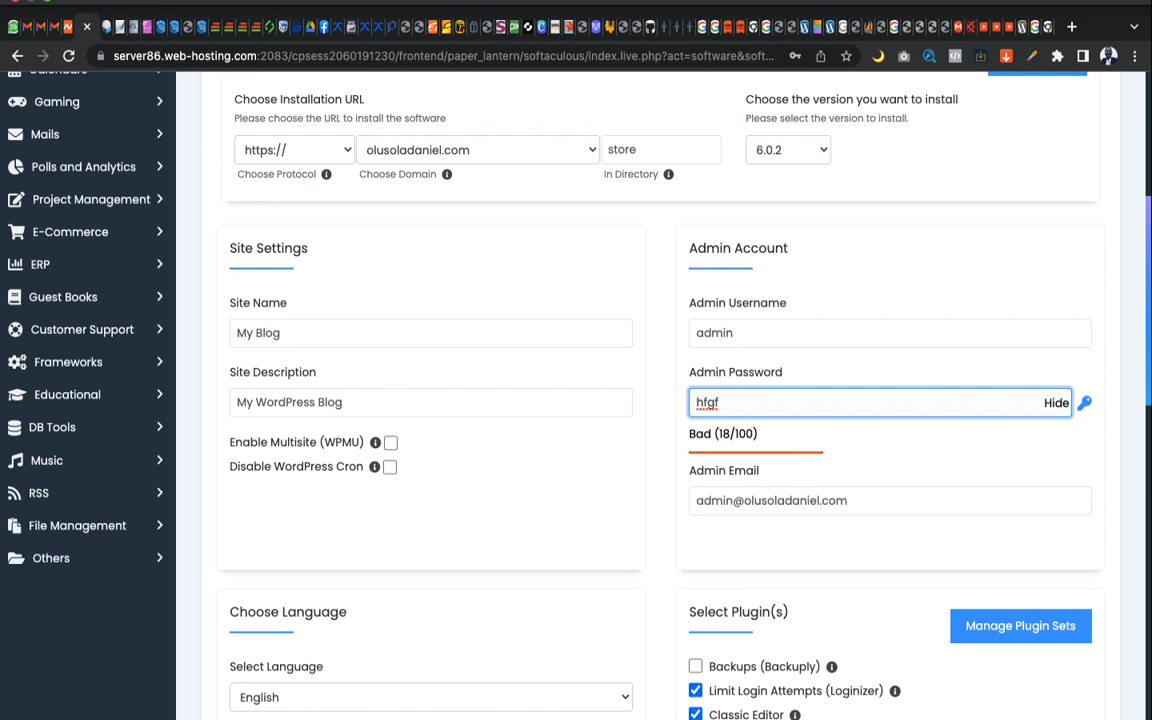 server86.web-hosting.com:2083/cpsess2060191230/frontend/paper_lantern/softaculous/index.live.php?act=software&soft...
Gaming
Mails
Polls and Analytics
Project Management
E-Commerce
ERP
Guest Books
Customer Support
Frameworks
Educational
DB Tools
Music
RSS
File Management
Others
Choose Installation URL
Please choose the URL to install the software
https://
olusoladaniel.com
store
Choose Protocol
Choose Domain
In Directory
Choose the version you want to install
Please select the version to install.
6.0.2
Site Settings
Site Name
My Blog
Site Description
My WordPress Blog
Enable Multisite (WPMU)
Disable WordPress Cron
Admin Account
Admin Username
admin
Admin Password
hfgf
Hide
Bad (18/100)
Admin Email
admin@olusoladaniel.com
Choose Language
Select Language
English
Select Plugin(s)
Manage Plugin Sets
Backups (Backuply)
Limit Login Attempts (Loginizer)
Classic Editor